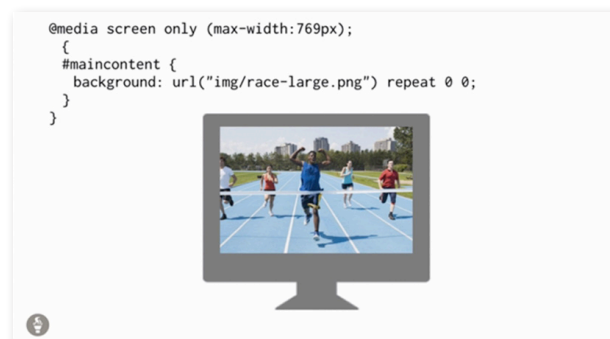 @media screen only (max-width:769px);
{
#maincontent {
background: url("img/race-large.png") repeat 0 0;
}
}